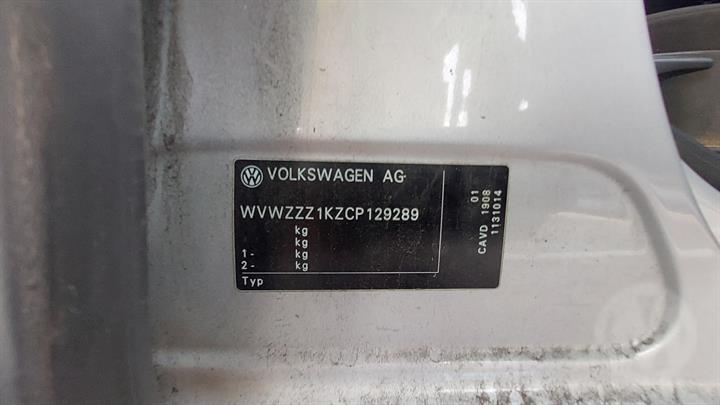 VOLKSWAGEN AG
WVWZZZ1KZCP129289
kg
kg
1- kg
2- kg
Typ
01
CAVD 1908
1131014